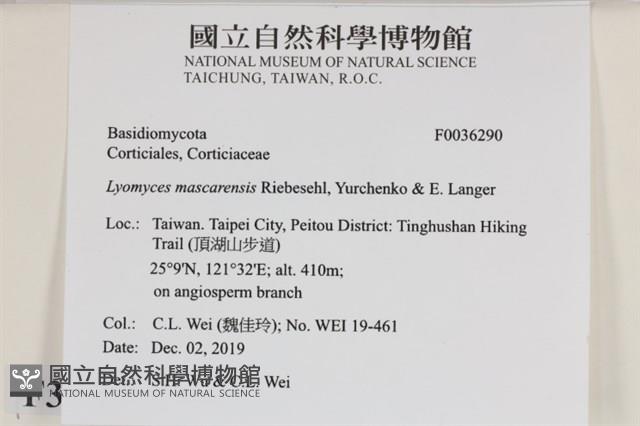 國立自然科學博物館
NATIONAL MUSEUM OF NATURAL SCIENCE
TAICHUNG, TAIWAN, R.O.C.
Basidiomycota F0036290
Corticiales, Corticiaceae
Lyomyces mascarensis Riebesehl, Yurchenko & E. Langer
Loc.: Taiwan. Taipei City, Peitou District: Tinghushan Hiking
Trail (頂湖山步道)
25°9'N, 121°32'E; alt. 410m;
on angiosperm branch
Col.: C.L. Wei (魏佳玲); No. WEI 19-461
Date: Dec. 02, 2019
Wu & C.L. Wei
國立自然科學博物館
NATIONAL MUSEUM OF NATURAL SCIENCE